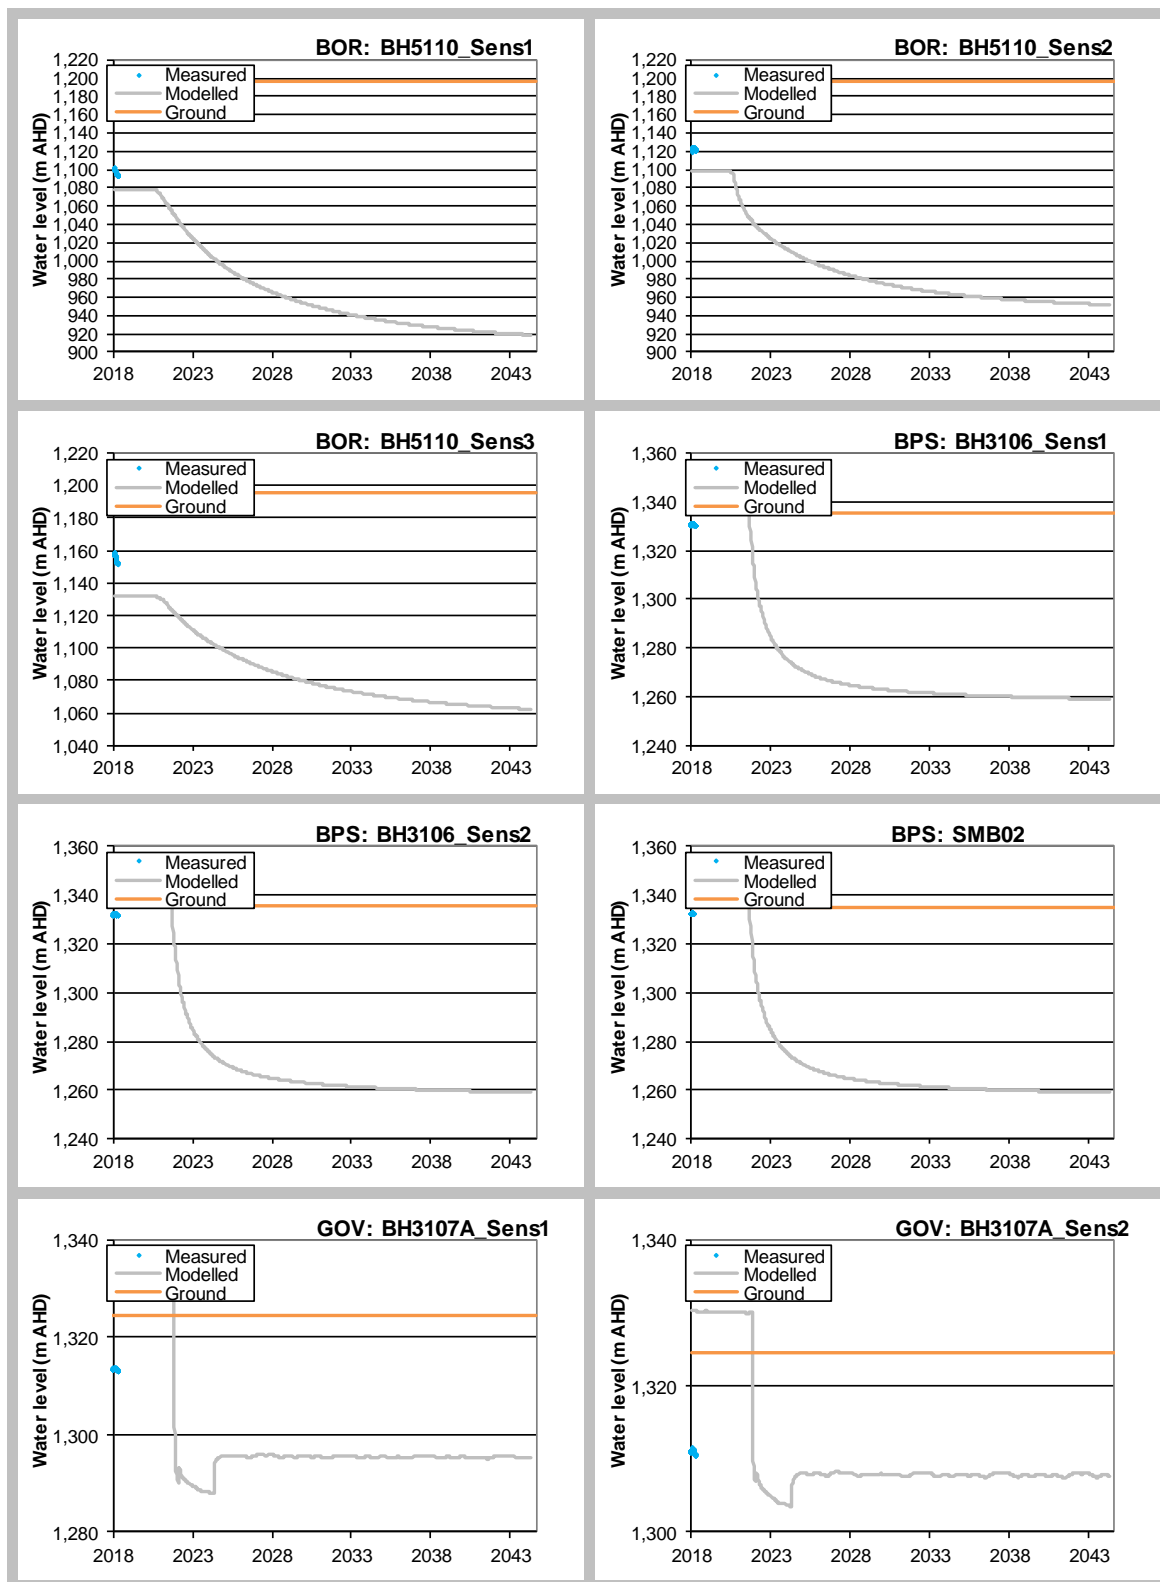 BOR: BH5110_Sens1
Water level (m AHD)
1,220
1,200
1,180
1,160
1,140
1,120
1,100
1,080
1,060
1,040
1,020
1,000
980
960
940
920
900
Measured
Modelled
Ground
2018 2023 2028 2033 2038 2043
BOR: BH5110_Sens2
Water level (m AHD)
1,220
1,200
1,180
1,160
1,140
1,120
1,100
1,080
1,060
1,040
1,020
1,000
980
960
940
920
900
Measured
Modelled
Ground
2018 2023 2028 2033 2038 2043
BOR: BH5110_Sens3
Water level (m AHD)
1,220
1,200
1,180
1,160
1,140
1,120
1,100
1,080
1,060
1,040
Measured
Modelled
Ground
2018 2023 2028 2033 2038 2043
BPS: BH3106_Sens1
Water level (m AHD)
1,360
1,340
1,320
1,300
1,280
1,260
1,240
Measured
Modelled
Ground
2018 2023 2028 2033 2038 2043
BPS: BH3106_Sens2
Water level (m AHD)
1,360
1,340
1,320
1,300
1,280
1,260
1,240
Measured
Modelled
Ground
2018 2023 2028 2033 2038 2043
BPS: SMB02
Water level (m AHD)
1,360
1,340
1,320
1,300
1,280
1,260
1,240
Measured
Modelled
Ground
2018 2023 2028 2033 2038 2043
GOV: BH3107A_Sens1
Water level (m AHD)
1,340
1,320
1,300
1,280
Measured
Modelled
Ground
2018 2023 2028 2033 2038 2043
GOV: BH3107A_Sens2
Water level (m AHD)
1,340
1,320
1,300
Measured
Modelled
Ground
2018 2023 2028 2033 2038 2043